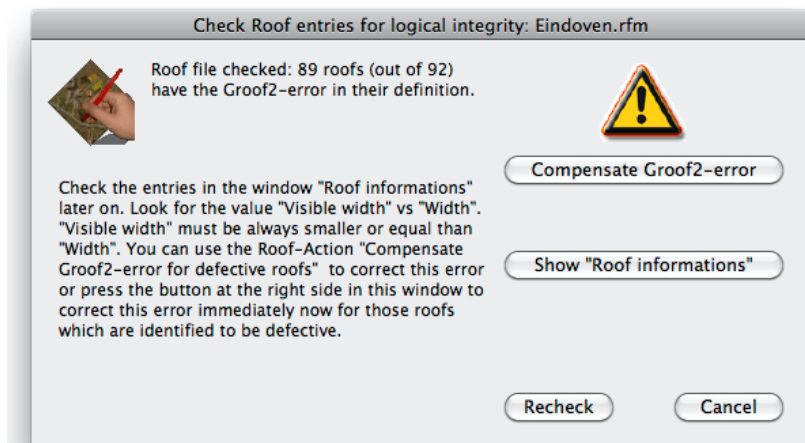 Check Roof entries for logical integrity: Eindoven.rfm
Roof file checked: 89 roofs (out of 92)
have the Groof2-error in their definition.
Check the entries in the window "Roof informations"
later on. Look for the value "Visible width" vs "Width".
"Visible width" must be always smaller or equal than
"Width". You can use the Roof-Action "Compensate
Groof2-error for defective roofs"  to correct this error
or press the button at the right side in this window to
correct this error immediately now for those roofs
which are identified to be defective.
Compensate Groof2-error
Show "Roof informations"
Recheck
Cancel